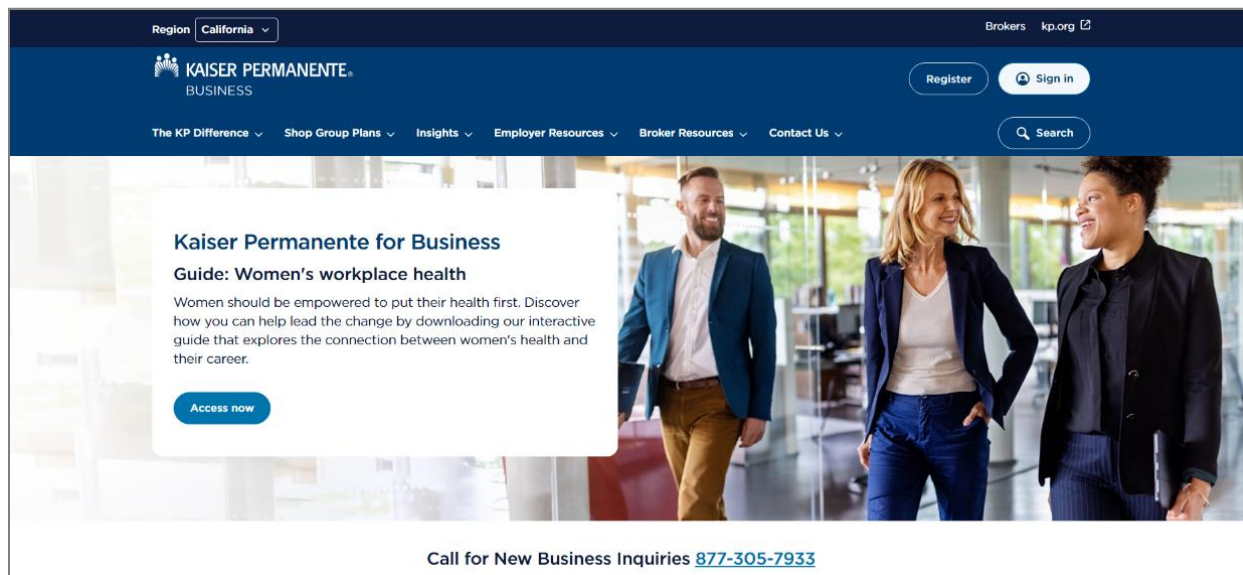 Region California
Brokers kp.org
KAISER PERMANENTE®
BUSINESS
Register Sign in
The KP Difference Shop Group Plans Insights Employer Resources Broker Resources Contact Us Search
Kaiser Permanente for Business
Guide: Women's workplace health
Women should be empowered to put their health first. Discover
how you can help lead the change by downloading our interactive
guide that explores the connection between women's health and
their career.
Access now
Call for New Business Inquiries 877-305-7933